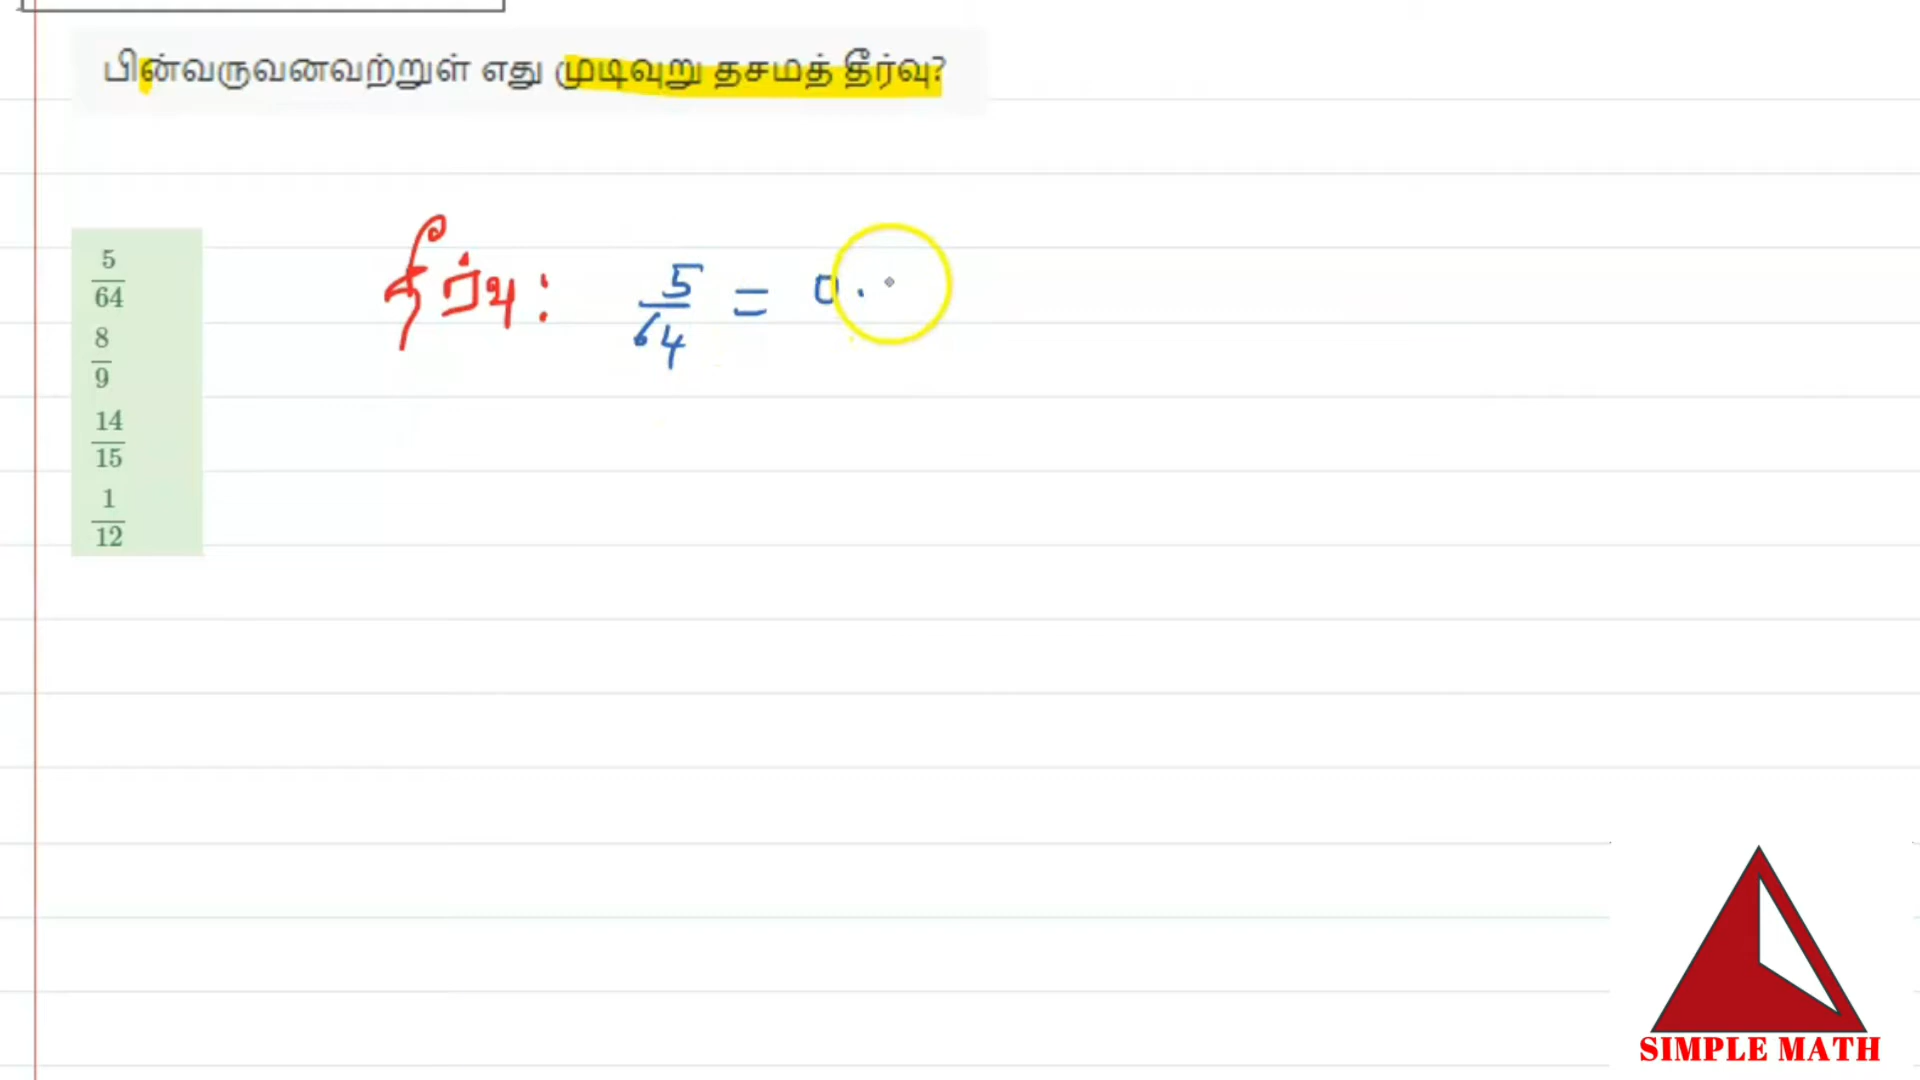 பின்வருவனவற்றுள் எது முடிவுறு தசமத் தீர்வு?
5
64
8
9
14
15
1
12
தீர்வு : 5/64 = 0.
SIMPLE MATH